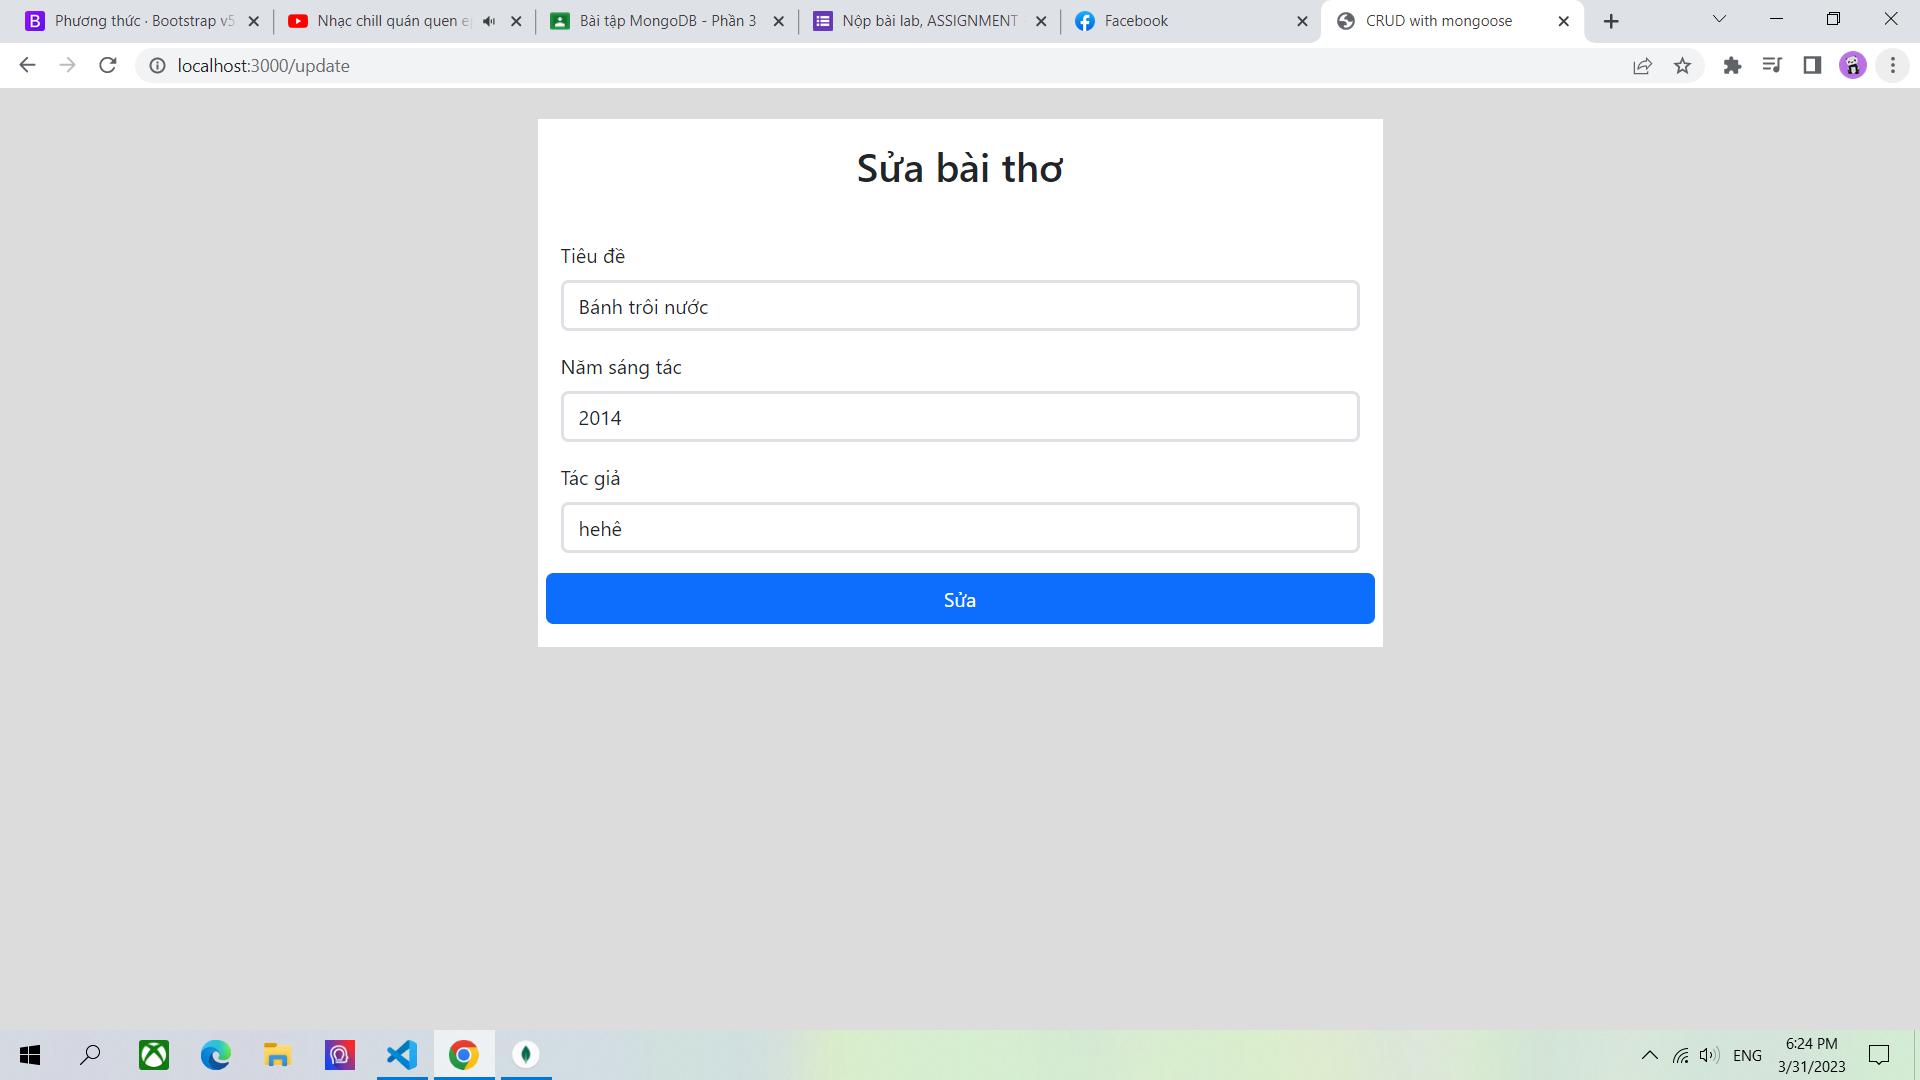 Phương thức · Bootstrap v5
Nhạc chill quán quen ep
Bài tập MongoDB - Phần 3
Nộp bài lab, ASSIGNMENT
Facebook
CRUD with mongoose
localhost:3000/update
Sửa bài thơ
Tiêu đề
Bánh trôi nước
Năm sáng tác
2014
Tác giả
hehê
Sửa
ENG
6:24 PM
3/31/2023